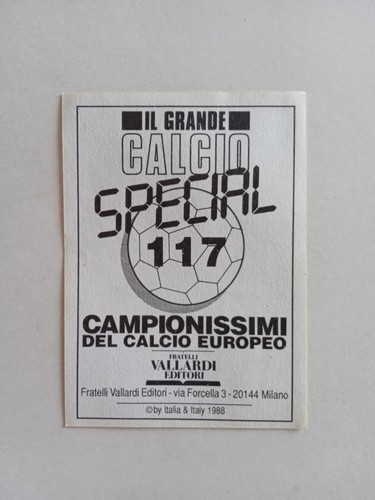 IL GRANDE
CALCIO
SPECIAL
117
CAMPIONISSIMI
DEL CALCIO EUROPEO
FRATELLI
VALLARDI
EDITORI
Fratelli Vallardi Editori - via Forcella 3 - 20144 Milano
©by Italia & Italy 1988